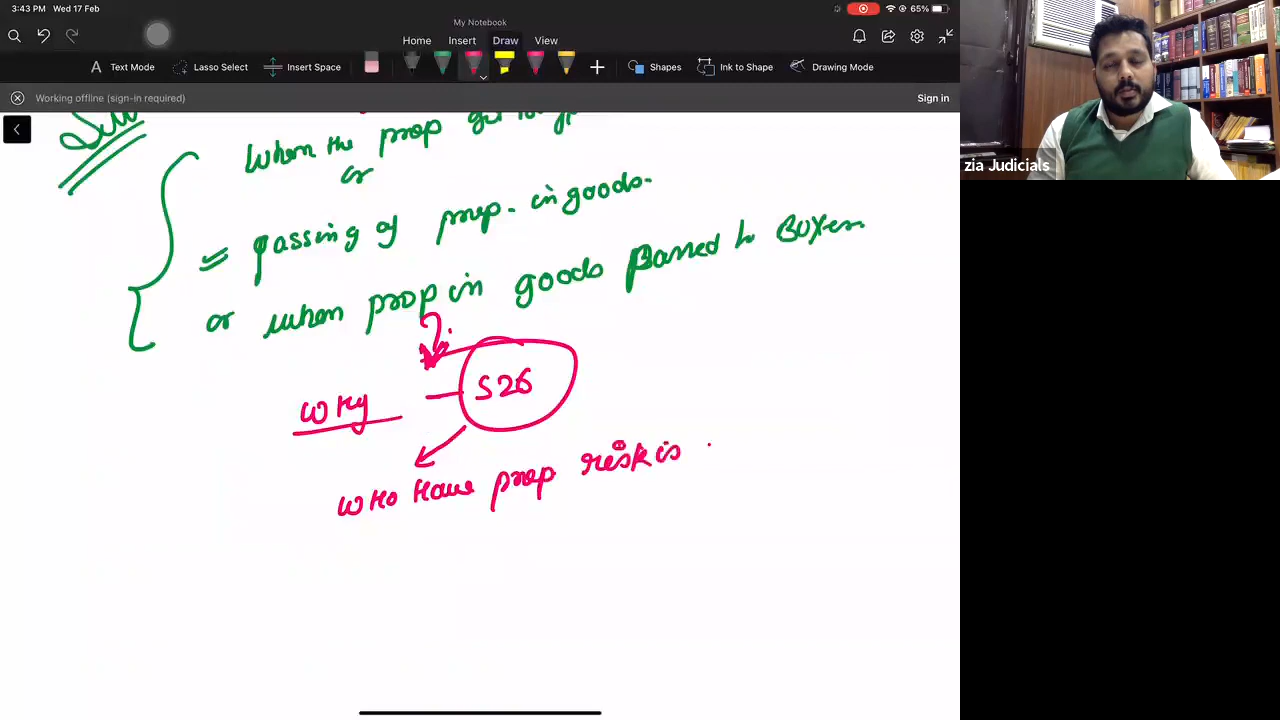 3:43 PM Wed 17 Feb
65%
My Notebook
Home Insert Draw View
Text Mode Lasso Select Insert Space Shapes Ink to Shape Drawing Mode
Working offline (sign-in required) Sign in
zia Judicials
When the prop
or
= passing of prop. in goods.
or when prop in goods Passed to Buyer
?
WHy — S26
WHO Have prop resk is